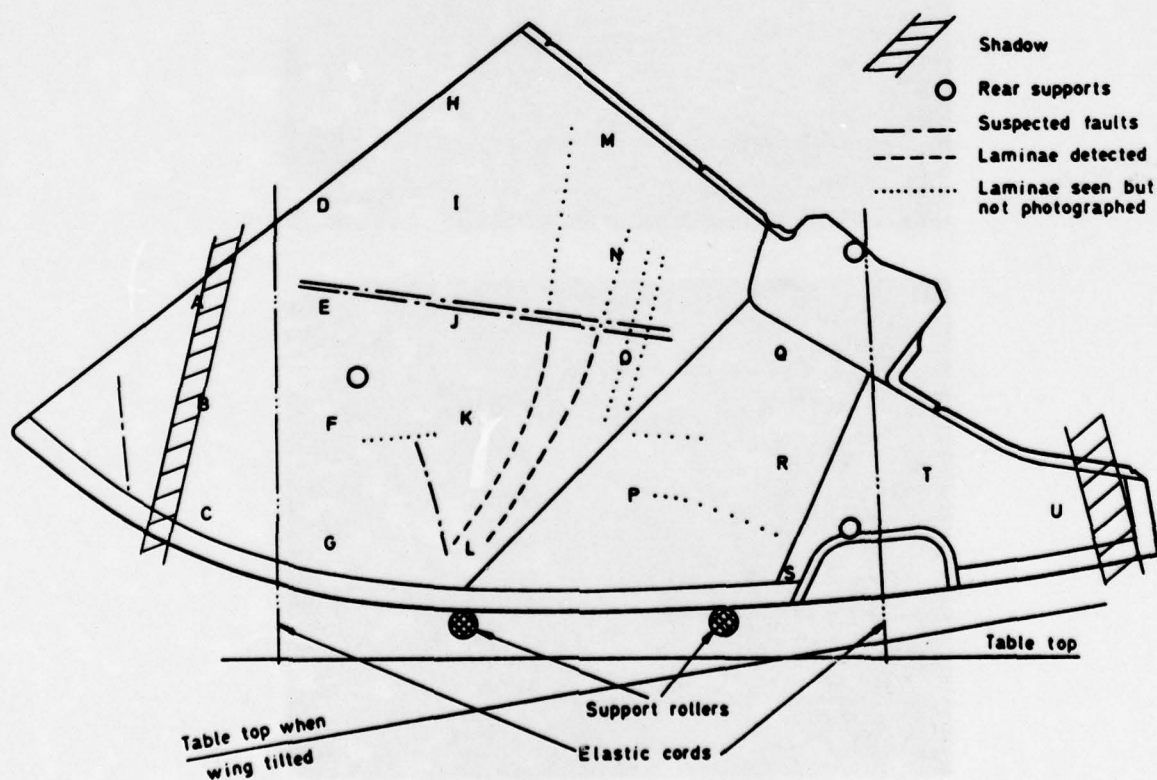 Shadow
Rear supports
Suspected faults
Laminae detected
Laminae seen but
not photographed
H
M
D
I
N
A
E
J
O
Q
B
F
K
R
P
T
C
G
L
U
S
Table top
Support rollers
Table top when
wing tilted
Elastic cords